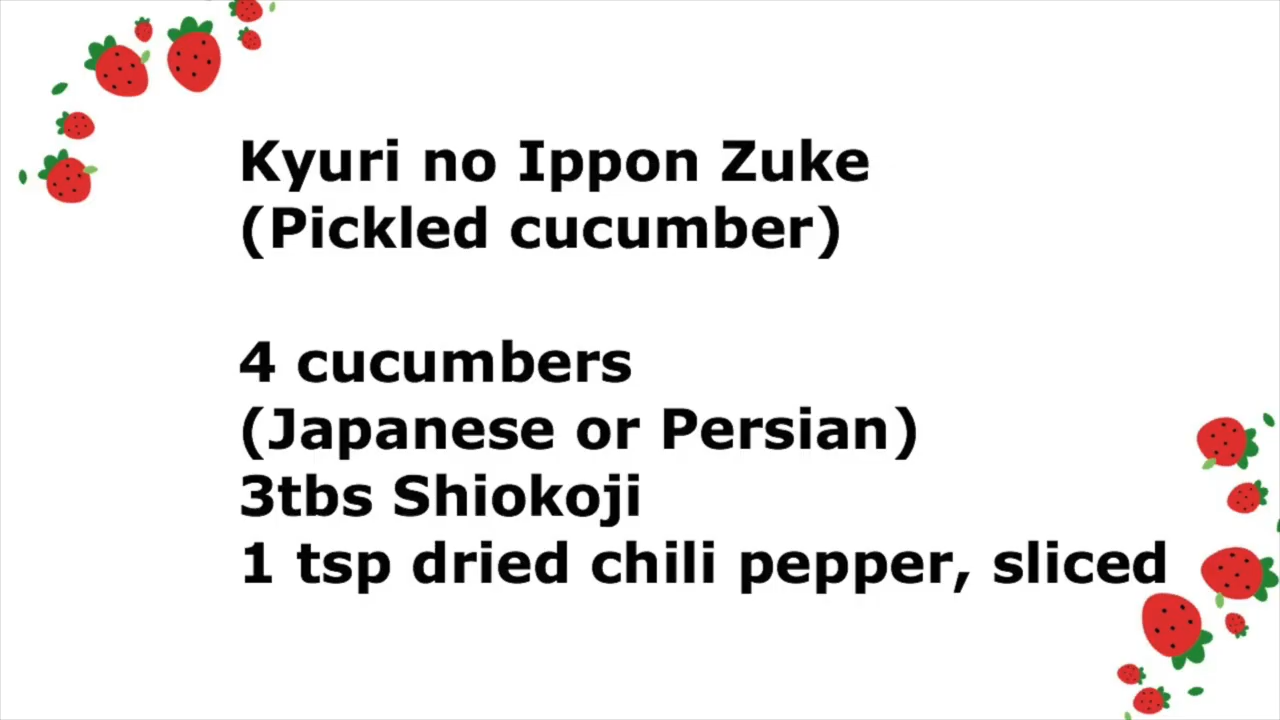 Kyuri no Ippon Zuke
(Pickled cucumber)
4 cucumbers
(Japanese or Persian)
3tbs Shiokoji
1 tsp dried chili pepper, sliced